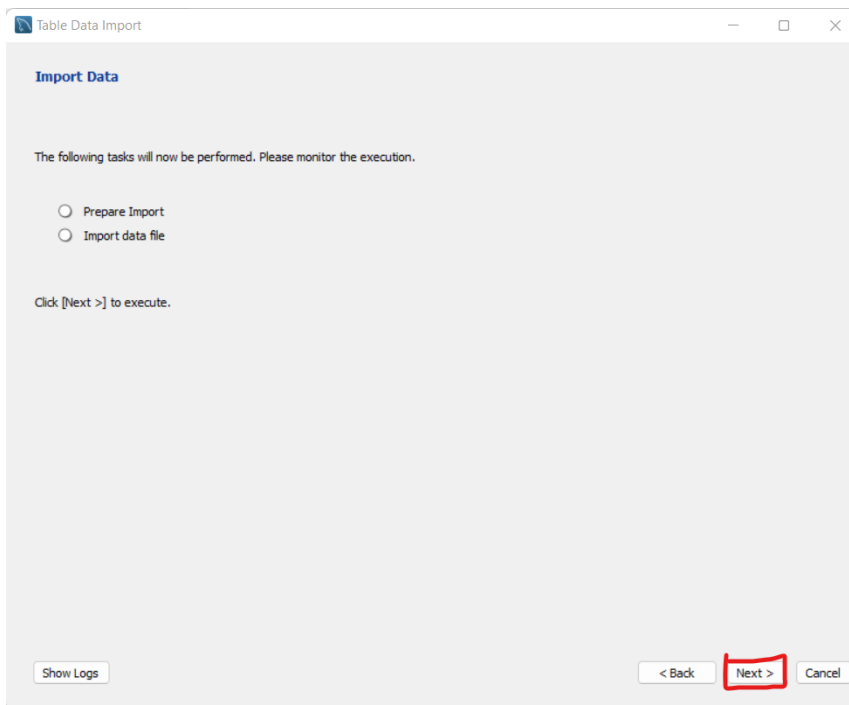 Table Data Import
Import Data
The following tasks will now be performed. Please monitor the execution.
Prepare Import
Import data file
Click [Next >] to execute.
Show Logs
< Back
Next >
Cancel